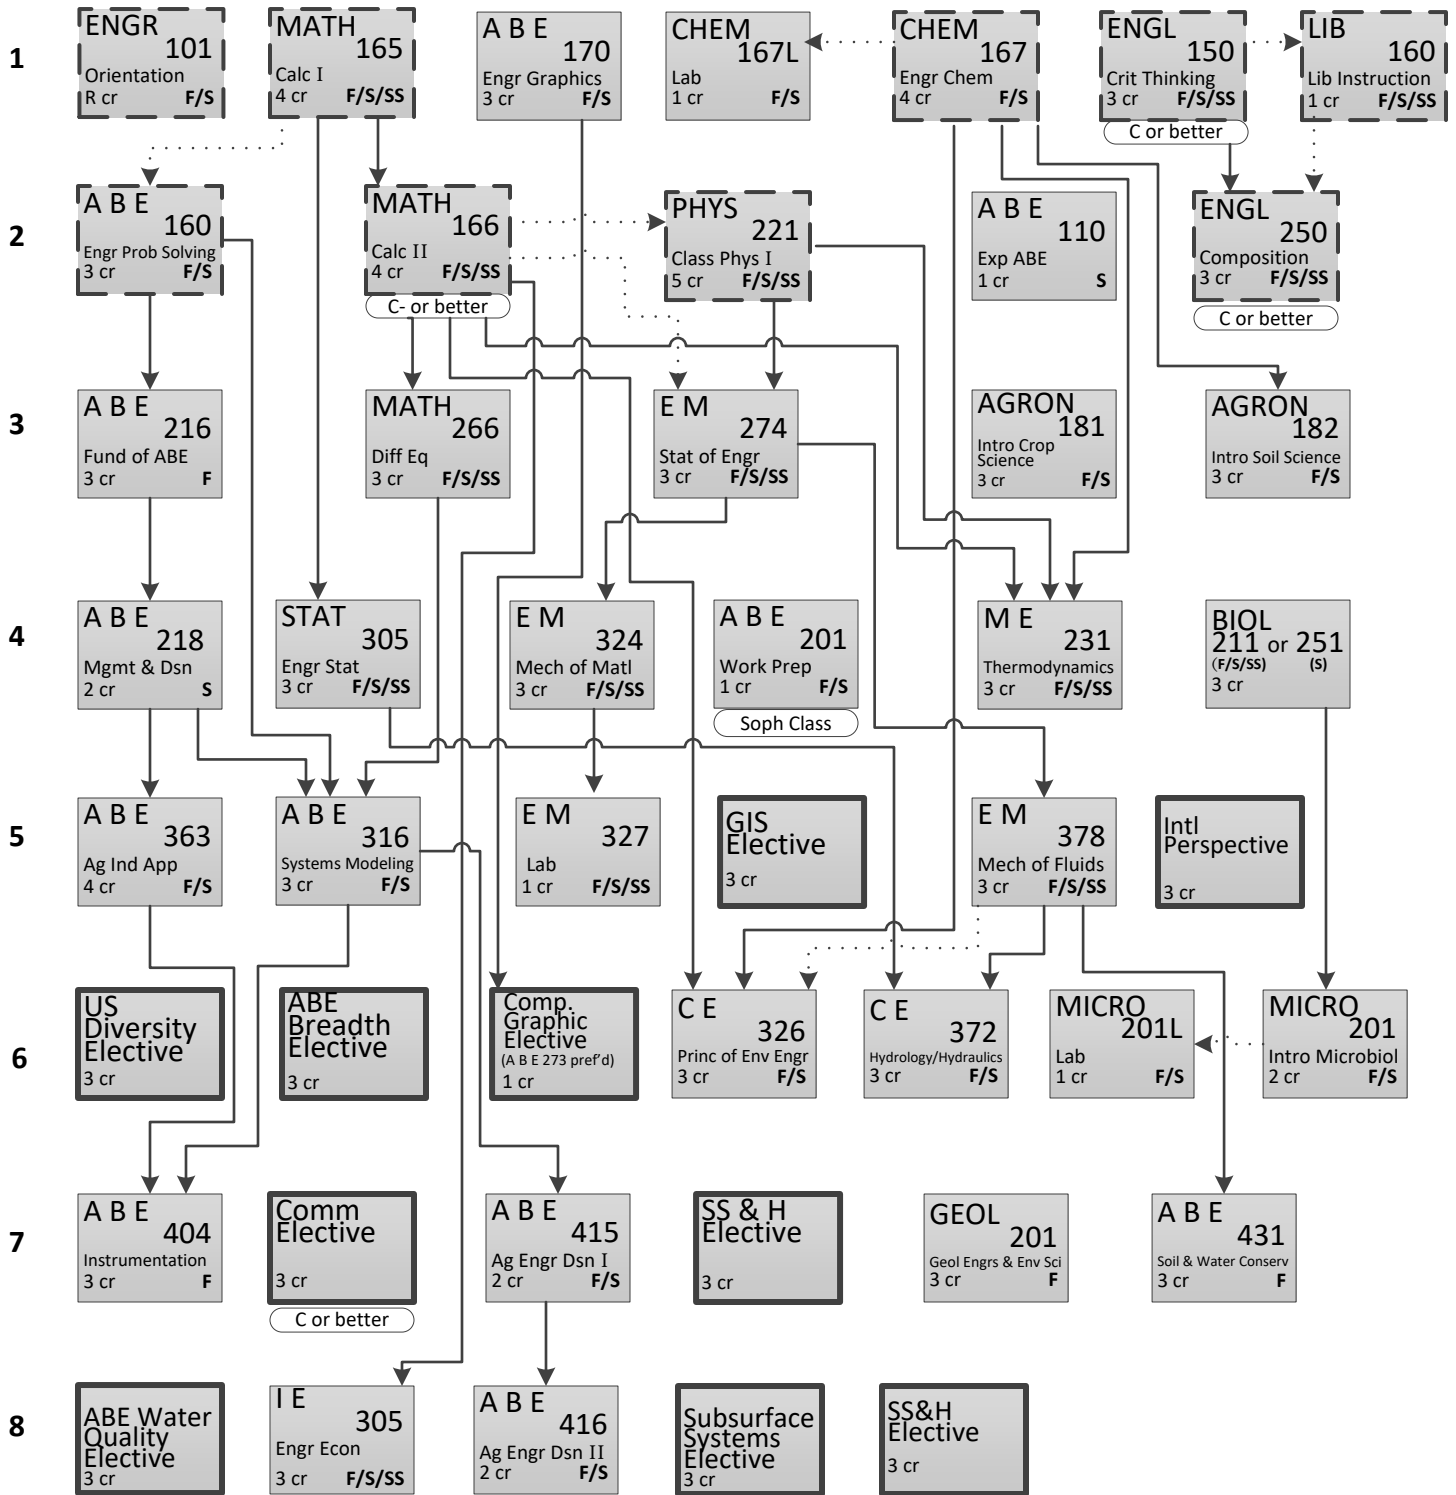 1
ENGR
101
Orientation
R cr F/S
MATH
165
Calc I
4 cr F/S/SS
A B E
170
Engr Graphics
3 cr F/S
CHEM
167L
Lab
1 cr F/S
CHEM
167
Engr Chem
4 cr F/S
ENGL
150
Crit Thinking
3 cr F/S/SS
C or better
LIB
160
Lib Instruction
1 cr F/S/SS
2
A B E
160
Engr Prob Solving
3 cr F/S
MATH
166
Calc II
4 cr F/S/SS
C- or better
PHYS
221
Class Phys I
5 cr F/S/SS
A B E
110
Exp ABE
1 cr S
ENGL
250
Composition
3 cr F/S/SS
C or better
3
A B E
216
Fund of ABE
3 cr F
MATH
266
Diff Eq
3 cr F/S/SS
E M
274
Stat of Engr
3 cr F/S/SS
AGRON
181
Intro Crop
Science
3 cr F/S
AGRON
182
Intro Soil Science
3 cr F/S
4
A B E
218
Mgmt & Dsn
2 cr S
STAT
305
Engr Stat
3 cr F/S/SS
E M
324
Mech of Matl
3 cr F/S/SS
A B E
201
Work Prep
1 cr F/S
Soph Class
M E
231
Thermodynamics
3 cr F/S/SS
BIOL
211 or 251
(F/S/SS) (S)
3 cr
5
A B E
363
Ag Ind App
4 cr F/S
A B E
316
Systems Modeling
3 cr F/S
E M
327
Lab
1 cr F/S/SS
GIS
Elective
3 cr
E M
378
Mech of Fluids
3 cr F/S/SS
Intl
Perspective
3 cr
6
US
Diversity
Elective
3 cr
ABE
Breadth
Elective
3 cr
Comp.
Graphic
Elective
(A B E 273 pref'd)
1 cr
C E
326
Princ of Env Engr
3 cr F/S
C E
372
Hydrology/Hydraulics
3 cr F/S
MICRO
201L
Lab
1 cr F/S
MICRO
201
Intro Microbiol
2 cr F/S
7
A B E
404
Instrumentation
3 cr F
Comm
Elective
3 cr
C or better
A B E
415
Ag Engr Dsn I
2 cr F/S
SS & H
Elective
3 cr
GEOL
201
Geol Engrs & Env Sci
3 cr F
A B E
431
Soil & Water Conserv
3 cr F
8
ABE Water
Quality
Elective
3 cr
I E
305
Engr Econ
3 cr F/S/SS
A B E
416
Ag Engr Dsn II
2 cr F/S
Subsurface
Systems
Elective
3 cr
SS&H
Elective
3 cr